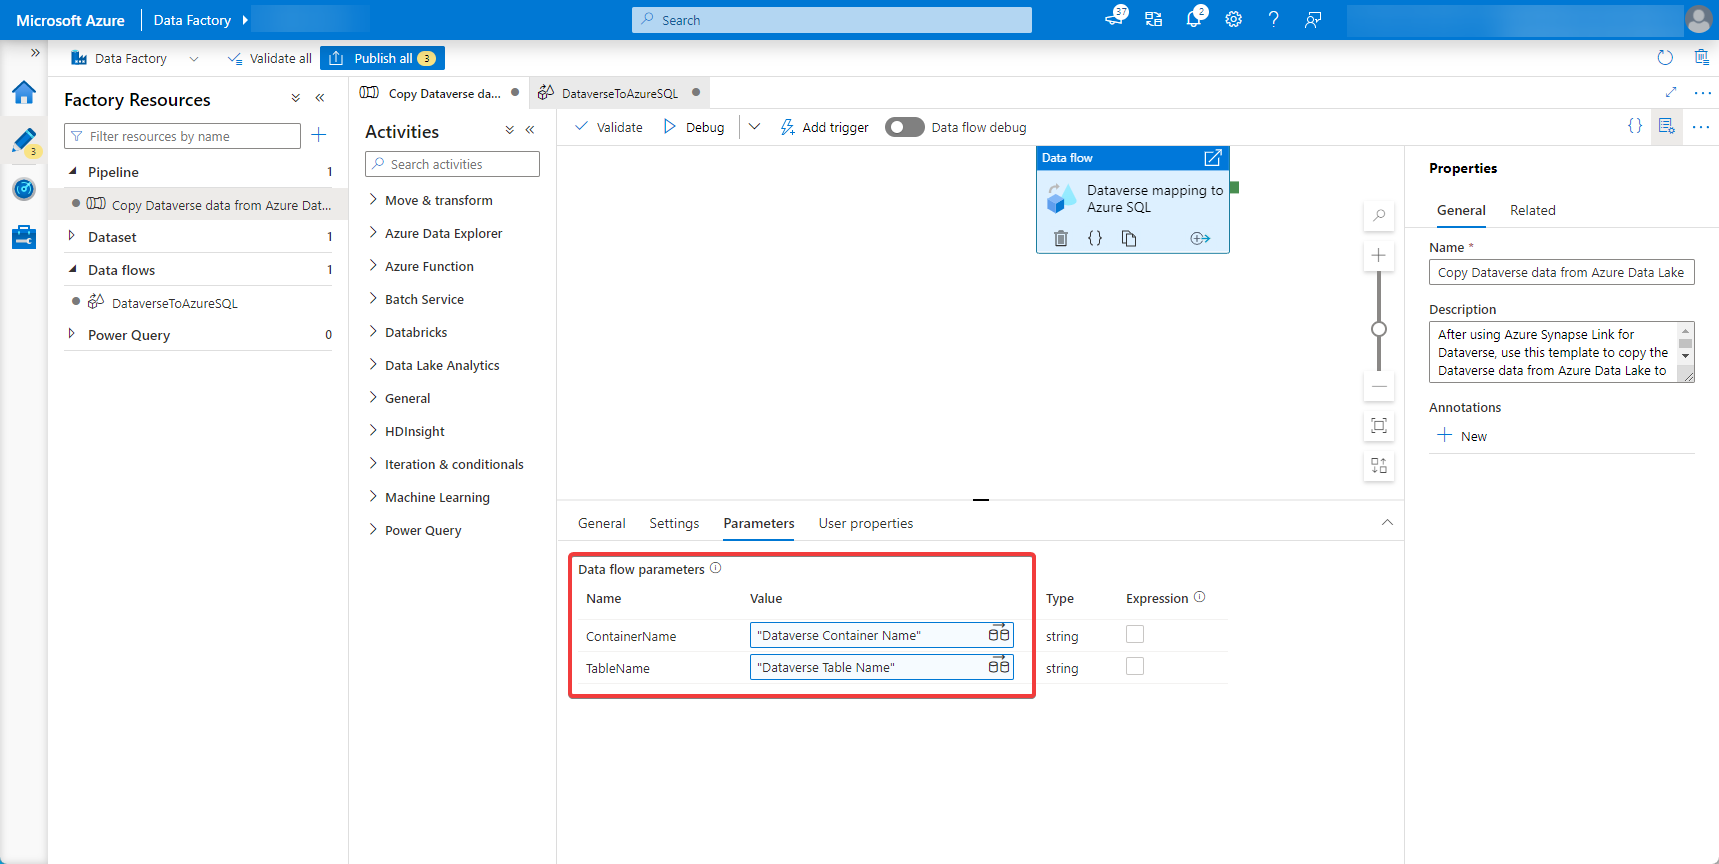 Microsoft Azure
Data Factory
Search
37
2
Data Factory
Validate all
Publish all
3
3
Factory Resources
Filter resources by name
Pipeline
1
Copy Dataverse data from Azure Dat...
Dataset
1
Data flows
1
DataverseToAzureSQL
Power Query
0
Copy Dataverse da...
DataverseToAzureSQL
Activities
Search activities
Move & transform
Azure Data Explorer
Azure Function
Batch Service
Databricks
Data Lake Analytics
General
HDInsight
Iteration & conditionals
Machine Learning
Power Query
Validate
Debug
Add trigger
Data flow debug
Data flow
Dataverse mapping to
Azure SQL
General
Settings
Parameters
User properties
Data flow parameters
Name
Value
Type
Expression
ContainerName
"Dataverse Container Name"
string
TableName
"Dataverse Table Name"
string
Properties
General
Related
Name *
Copy Dataverse data from Azure Data Lake
Description
After using Azure Synapse Link for
Dataverse, use this template to copy the
Dataverse data from Azure Data Lake to
Annotations
New